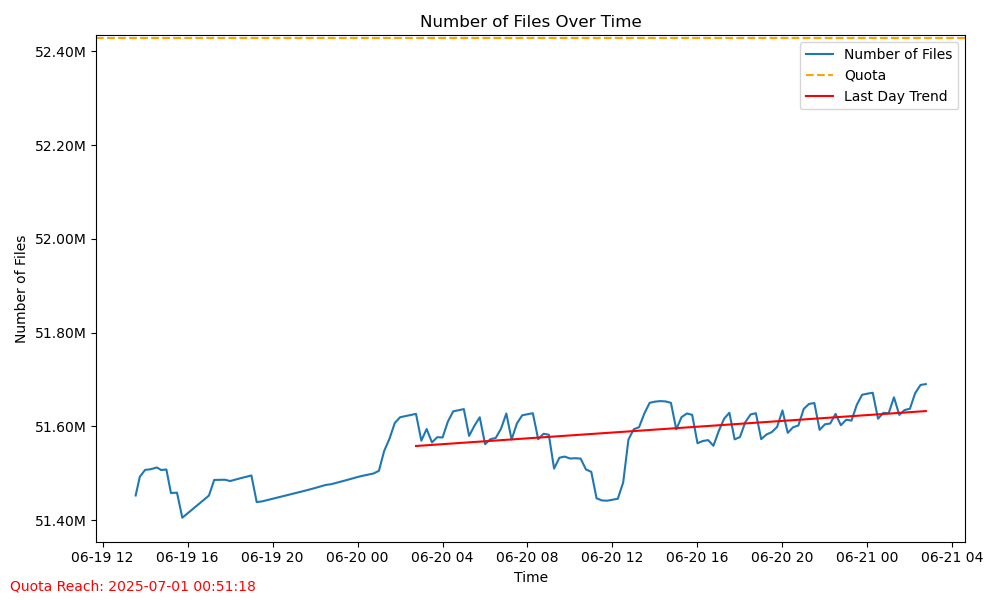 Number of Files Over Time
Number of Files
Quota
Last Day Trend
52.40M
52.20M
52.00M
51.80M
51.60M
51.40M
Number of Files
06-19 12 06-19 16 06-19 20 06-20 00 06-20 04 06-20 08 06-20 12 06-20 16 06-20 20 06-21 00 06-21 04
Time
Quota Reach: 2025-07-01 00:51:18